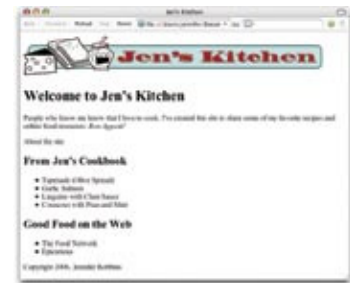 Jen's Kitchen
Jen's Kitchen
Welcome to Jen's Kitchen
People who know me know that I love to cook. I've created this site to share some of my favorite recipes and
online food resources. Bon Appetit!
About the site
From Jen's Cookbook
Tapenade (Olive Spread)
Garlic Salmon
Linguine with Clam Sauce
Couscous with Peas and Mint
Good Food on the Web
The Food Network
Epicurious
Copyright 2006, Jennifer Robbins